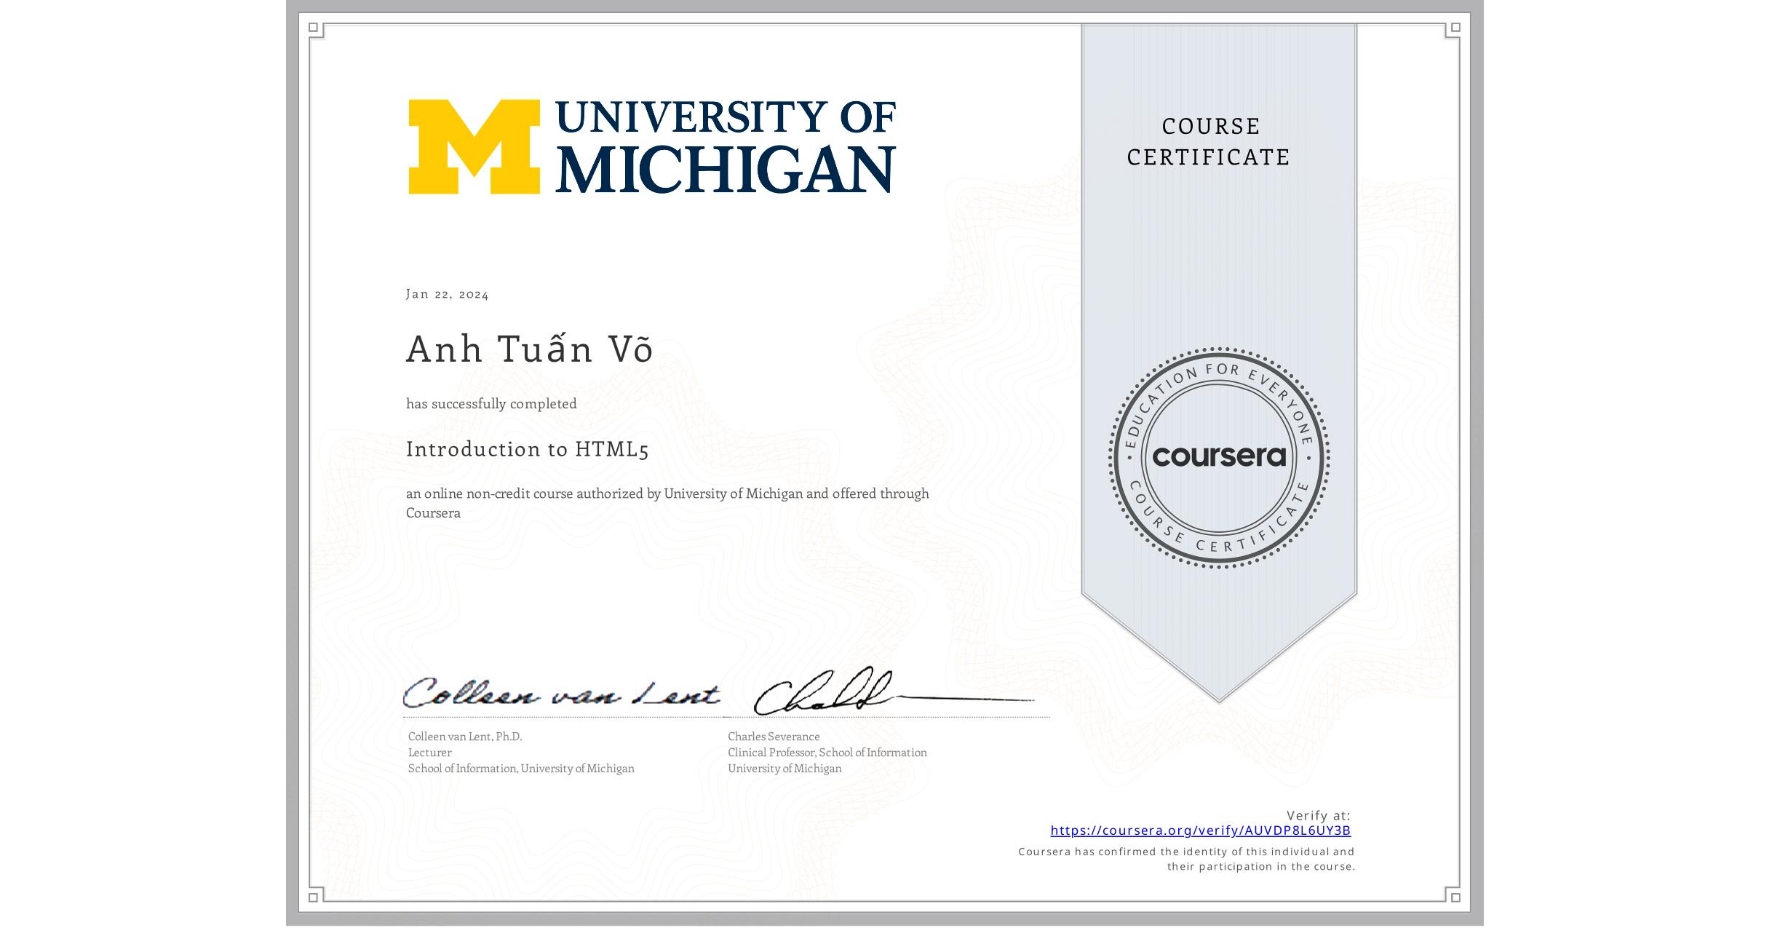 UNIVERSITY OF
MICHIGAN
COURSE
CERTIFICATE
Jan 22, 2024
Anh Tuấn Võ
has successfully completed
Introduction to HTML5
an online non-credit course authorized by University of Michigan and offered through
Coursera
EDUCATION FOR EVERYONE
coursera
COURSE CERTIFICATE
Colleen van Lent
Colleen van Lent, Ph.D.
Lecturer
School of Information, University of Michigan
Charles Severance
Clinical Professor, School of Information
University of Michigan
Verify at:
https://coursera.org/verify/AUVDP8L6UY3B
Coursera has confirmed the identity of this individual and
their participation in the course.